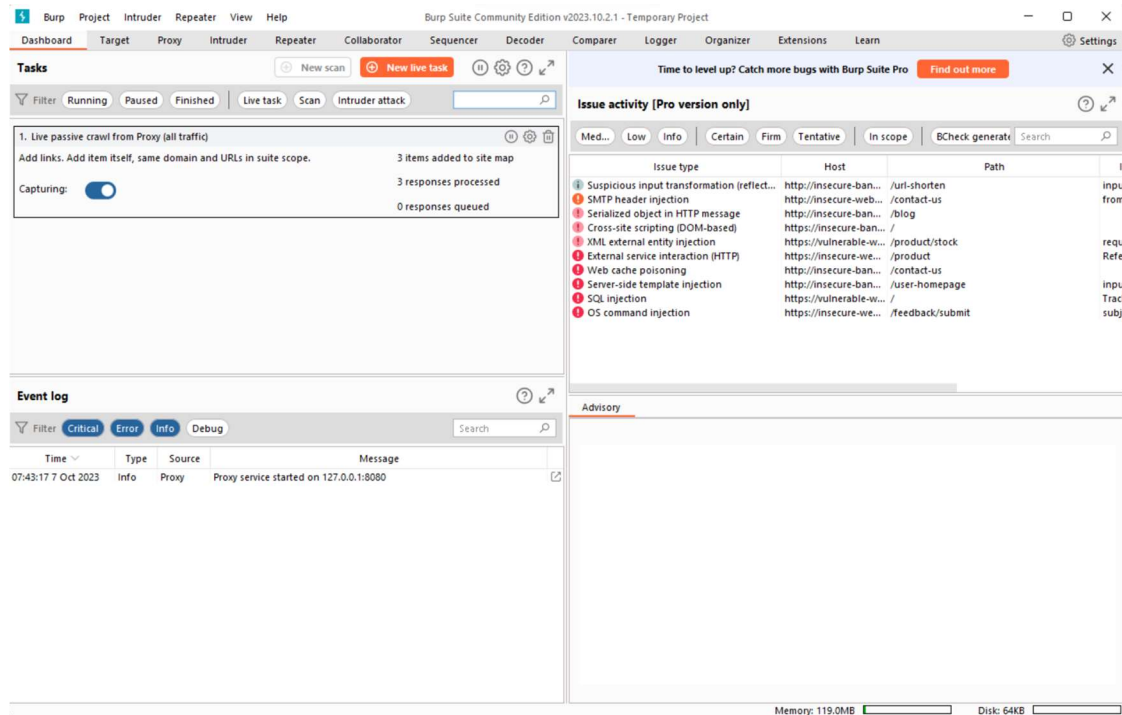 Burp Project Intruder Repeater View Help Burp Suite Community Edition v2023.10.2.1 - Temporary Project
Dashboard Target Proxy Intruder Repeater Collaborator Sequencer Decoder Comparer Logger Organizer Extensions Learn Settings
Tasks New scan New live task
Filter Running Paused Finished Live task Scan Intruder attack
1. Live passive crawl from Proxy (all traffic)
Add links. Add item itself, same domain and URLs in suite scope. 3 items added to site map
Capturing: 3 responses processed
0 responses queued
Event log
Filter Critical Error Info Debug Search
Time Type Source Message
07:43:17 7 Oct 2023 Info Proxy Proxy service started on 127.0.0.1:8080
Time to level up? Catch more bugs with Burp Suite Pro Find out more
Issue activity [Pro version only]
Med... Low Info Certain Firm Tentative In scope BCheck generate Search
Issue type Host Path
Suspicious input transformation (reflect... http://insecure-ban... /url-shorten inpu
SMTP header injection http://insecure-web... /contact-us from
Serialized object in HTTP message http://insecure-ban... /blog
Cross-site scripting (DOM-based) https://insecure-ban... /
XML external entity injection https://vulnerable-w... /product/stock requ
External service interaction (HTTP) https://insecure-we... /product Refe
Web cache poisoning http://insecure-ban... /contact-us
Server-side template injection http://insecure-ban... /user-homepage inpu
SQL injection https://vulnerable-w... / Trac
OS command injection https://insecure-we... /feedback/submit subj
Advisory
Memory: 119.0MB Disk: 64KB